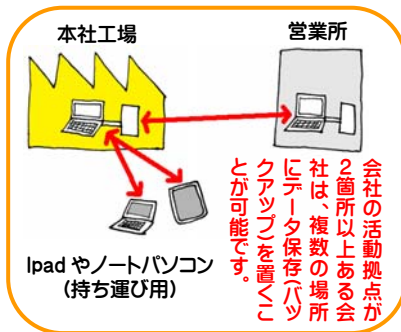 本社工場
営業所
会社の活動拠点が
2箇所以上ある会
社は、複数の場所
にデータ保存(バッ
クアップ)を置くこ
とが可能です。
Ipad やノートパソコン
(持ち運び用)